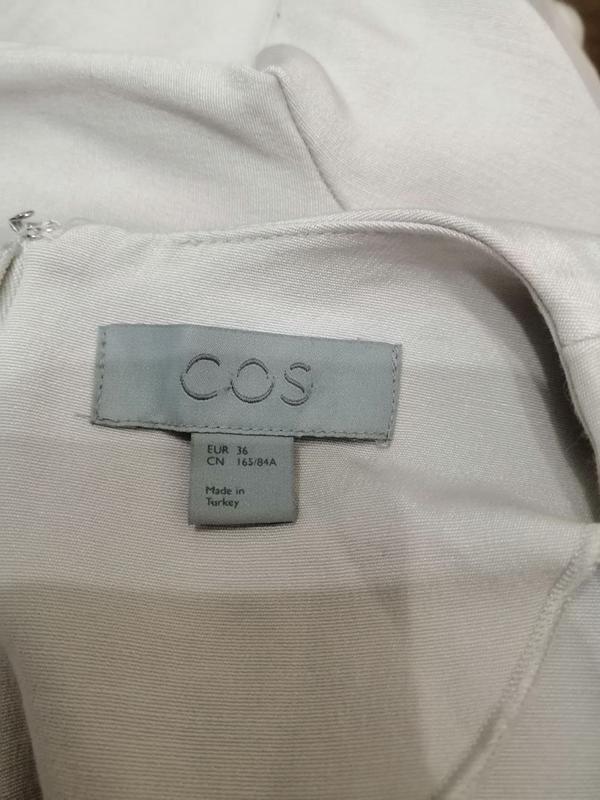 COS
EUR 36
CN 165/84A
Made in
Turkey